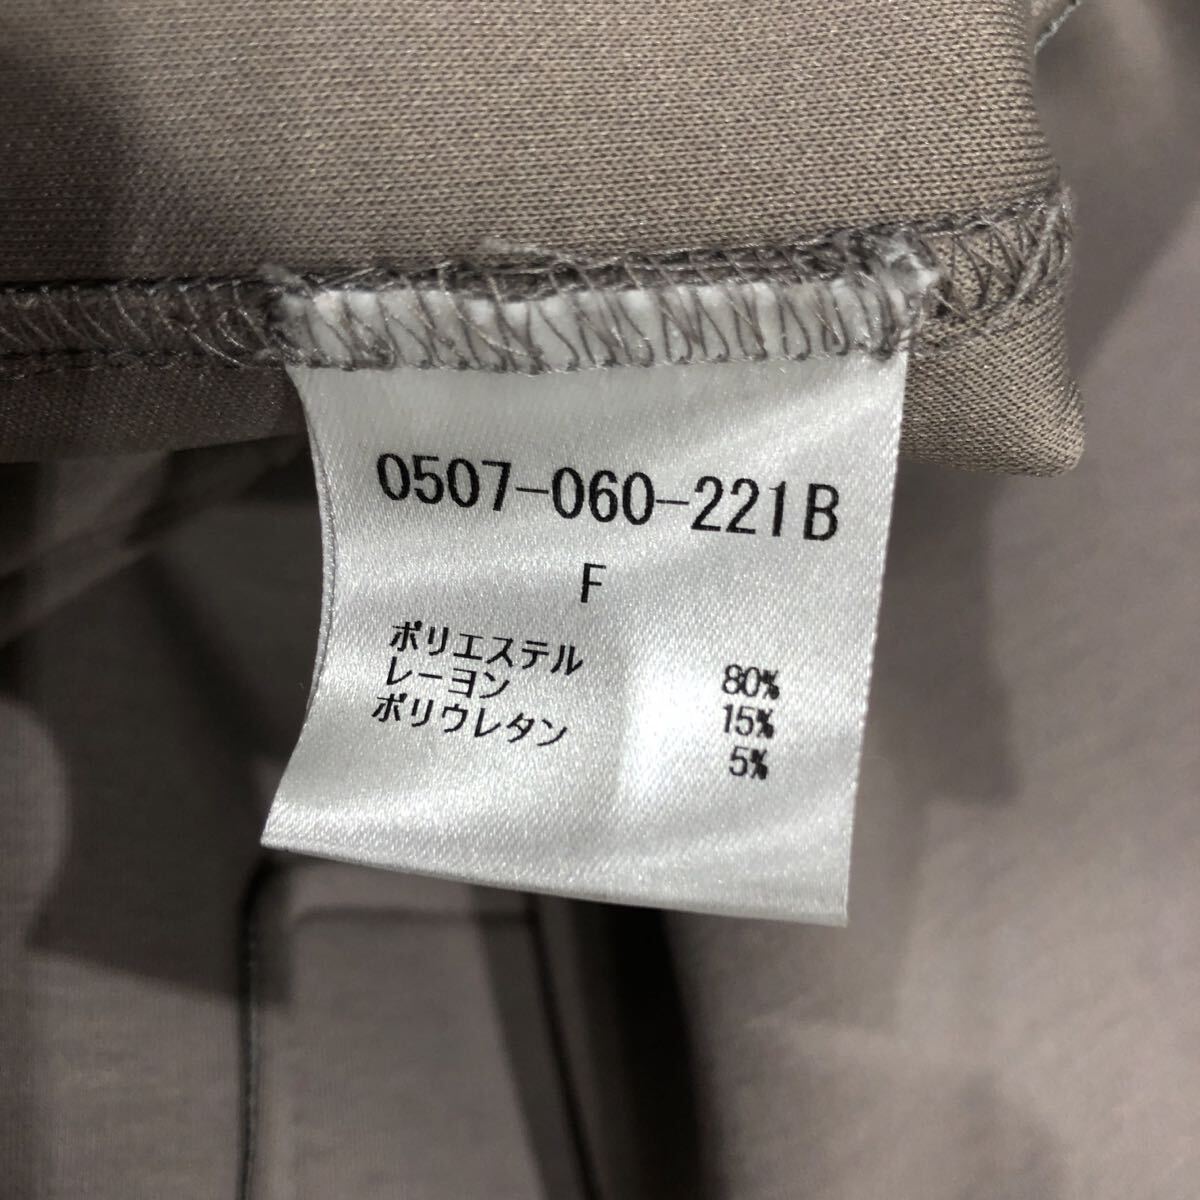 0507-060-221B
F
ポリエステル 80%
レーヨン 15%
ポリウレタン 5%